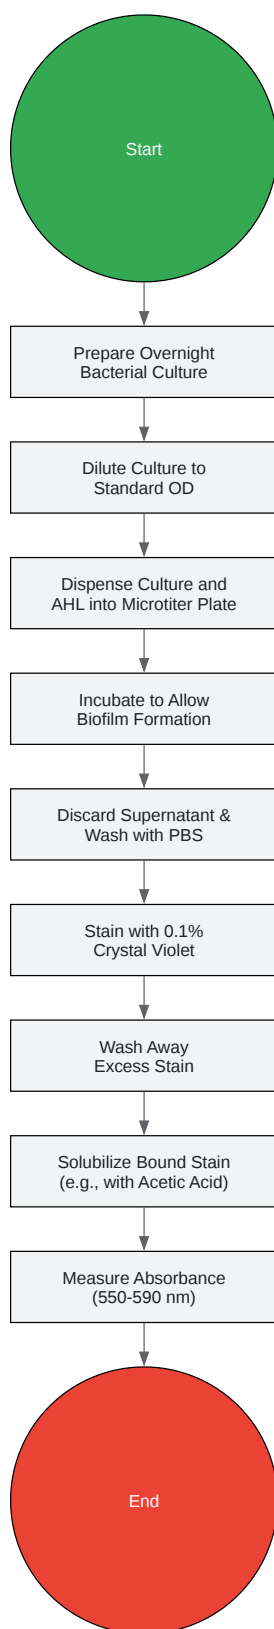 Start
Prepare Overnight
Bacterial Culture
Dilute Culture to
Standard OD
Dispense Culture and
AHL into Microtiter Plate
Incubate to Allow
Biofilm Formation
Discard Supernatant &
Wash with PBS
Stain with 0.1%
Crystal Violet
Wash Away
Excess Stain
Solubilize Bound Stain
(e.g., with Acetic Acid)
Measure Absorbance
(550-590 nm)
End